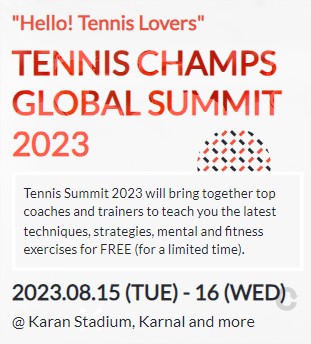 "Hello! Tennis Lovers"
TENNIS CHAMPS
GLOBAL SUMMIT
2023
Tennis Summit 2023 will bring together top
coaches and trainers to teach you the latest
techniques, strategies, mental and fitness
exercises for FREE (for a limited time).
2023.08.15 (TUE) - 16 (WED)
@ Karan Stadium, Karnal and more